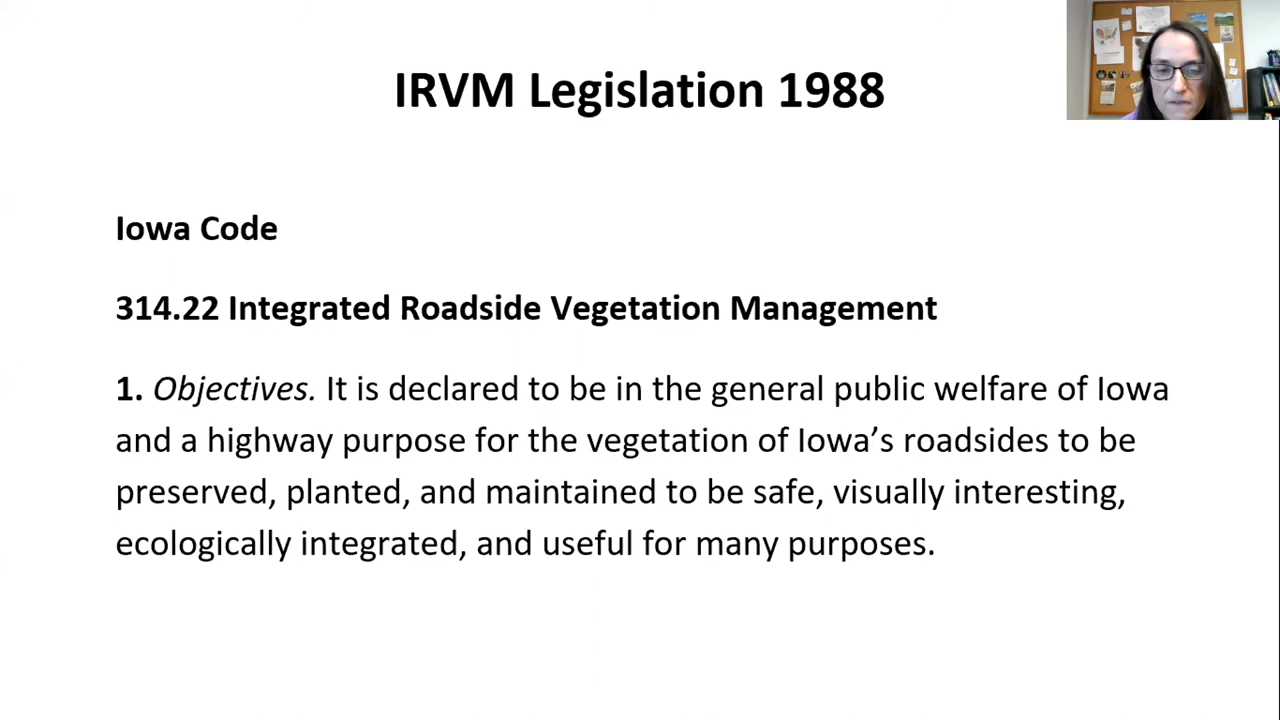 IRVM Legislation 1988
Iowa Code
314.22 Integrated Roadside Vegetation Management
1. Objectives. It is declared to be in the general public welfare of Iowa
and a highway purpose for the vegetation of Iowa’s roadsides to be
preserved, planted, and maintained to be safe, visually interesting,
ecologically integrated, and useful for many purposes.